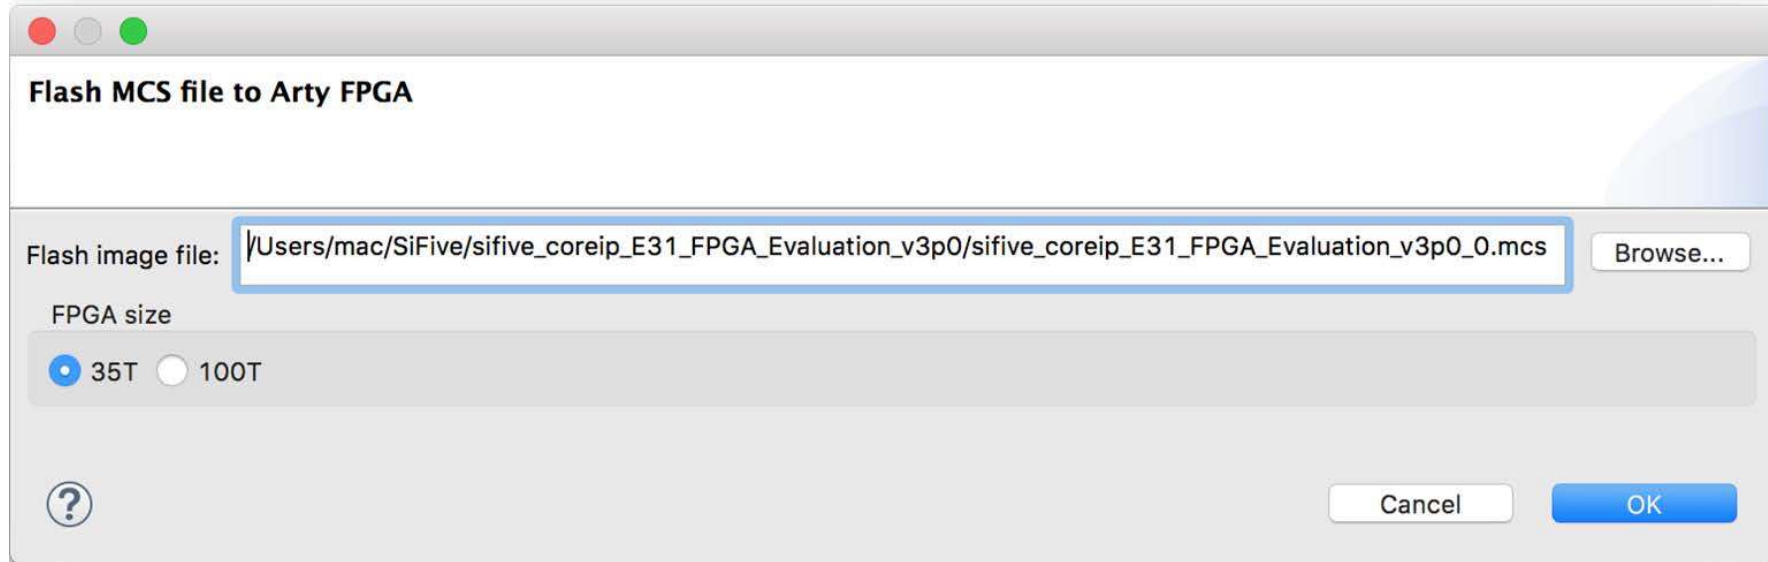 Flash MCS file to Arty FPGA
Flash image file: /Users/mac/SiFive/sifive_coreip_E31_FPGA_Evaluation_v3p0/sifive_coreip_E31_FPGA_Evaluation_v3p0_0.mcs Browse...
FPGA size
35T 100T
? Cancel OK